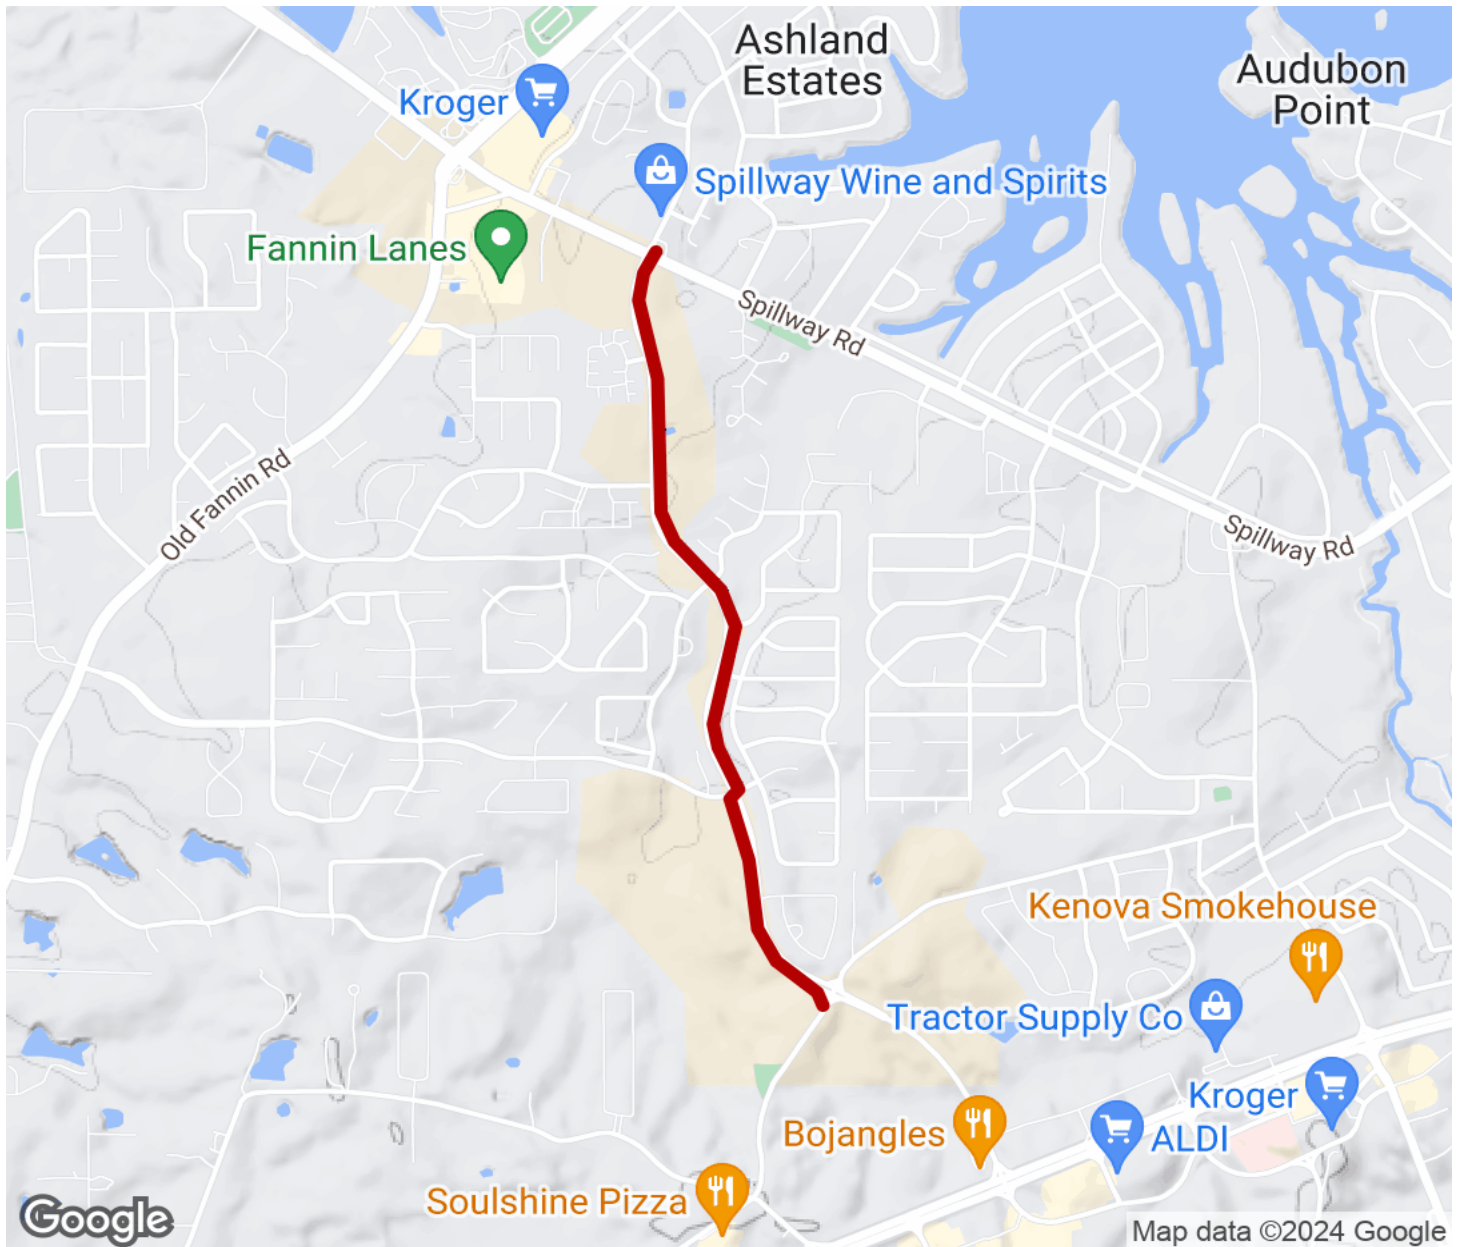 Ashland
Estates
Audubon
Point
Kroger
Spillway Wine and Spirits
Fannin Lanes
Spillway Rd
Old Fannin Rd
Spillway Rd
Kenova Smokehouse
Tractor Supply Co
Kroger
Bojangles
ALDI
Soulshine Pizza
Google
Map data ©2024 Google